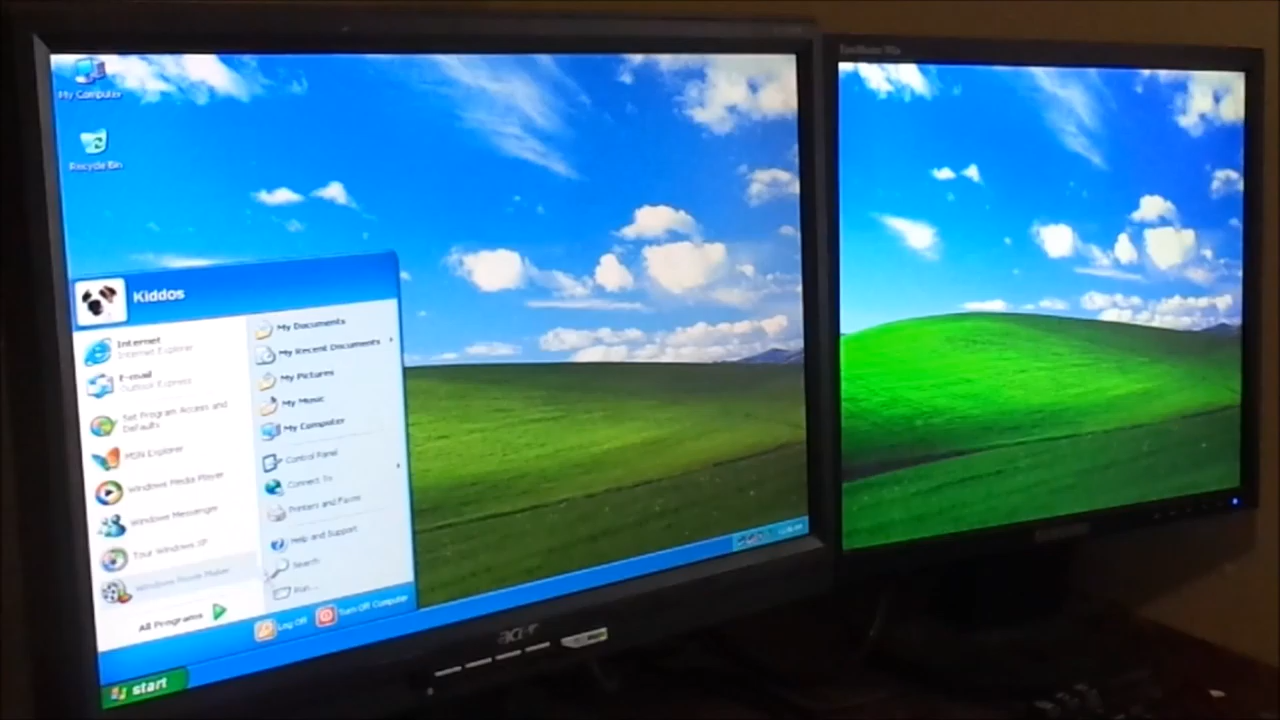 My Computer
Recycle Bin
Kiddos
Internet
Internet Explorer
E-mail
Outlook Express
Set Program Access and
Defaults
MSN Explorer
Windows Media Player
Windows Messenger
Tour Windows XP
Windows Movie Maker
All Programs
My Documents
My Recent Documents
My Pictures
My Music
My Computer
Control Panel
Connect To
Printers and Faxes
Help and Support
Search
Run...
Log Off
Turn Off Computer
start
acer